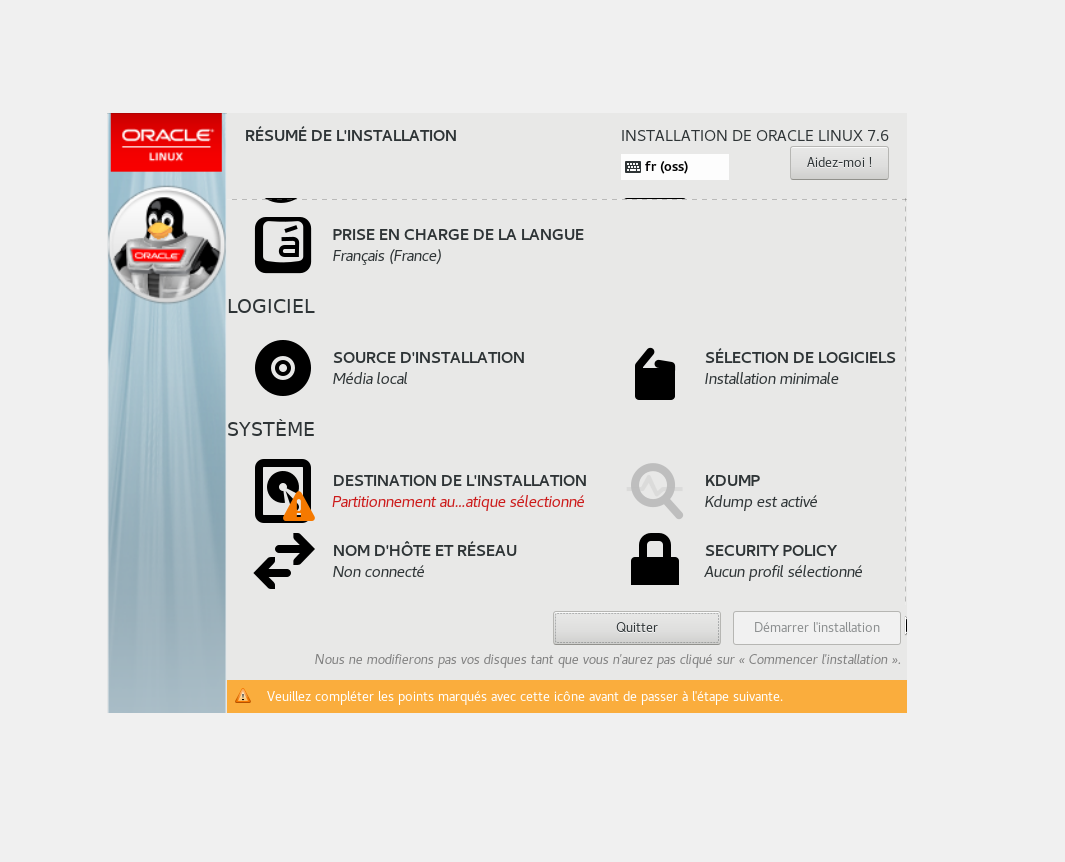 ORACLE
LINUX
RÉSUMÉ DE L'INSTALLATION
INSTALLATION DE ORACLE LINUX 7.6
fr (oss)
Aidez-moi !
ORACLE
á
PRISE EN CHARGE DE LA LANGUE
Français (France)
LOGICIEL
SOURCE D'INSTALLATION
Média local
SÉLECTION DE LOGICIELS
Installation minimale
SYSTÈME
DESTINATION DE L'INSTALLATION
Partitionnement au...atique sélectionné
KDUMP
Kdump est activé
NOM D'HÔTE ET RÉSEAU
Non connecté
SECURITY POLICY
Aucun profil sélectionné
Quitter
Démarrer l'installation
Nous ne modifierons pas vos disques tant que vous n'aurez pas cliqué sur « Commencer l'installation ».
Veuillez compléter les points marqués avec cette icône avant de passer à l'étape suivante.